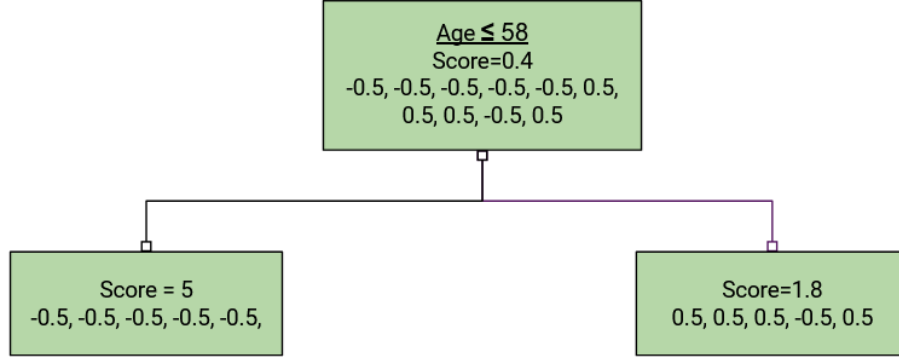 Age ≤ 58
Score=0.4
-0.5, -0.5, -0.5, -0.5, -0.5, 0.5,
0.5, 0.5, -0.5, 0.5
Score = 5
-0.5, -0.5, -0.5, -0.5, -0.5,
Score=1.8
0.5, 0.5, 0.5, -0.5, 0.5